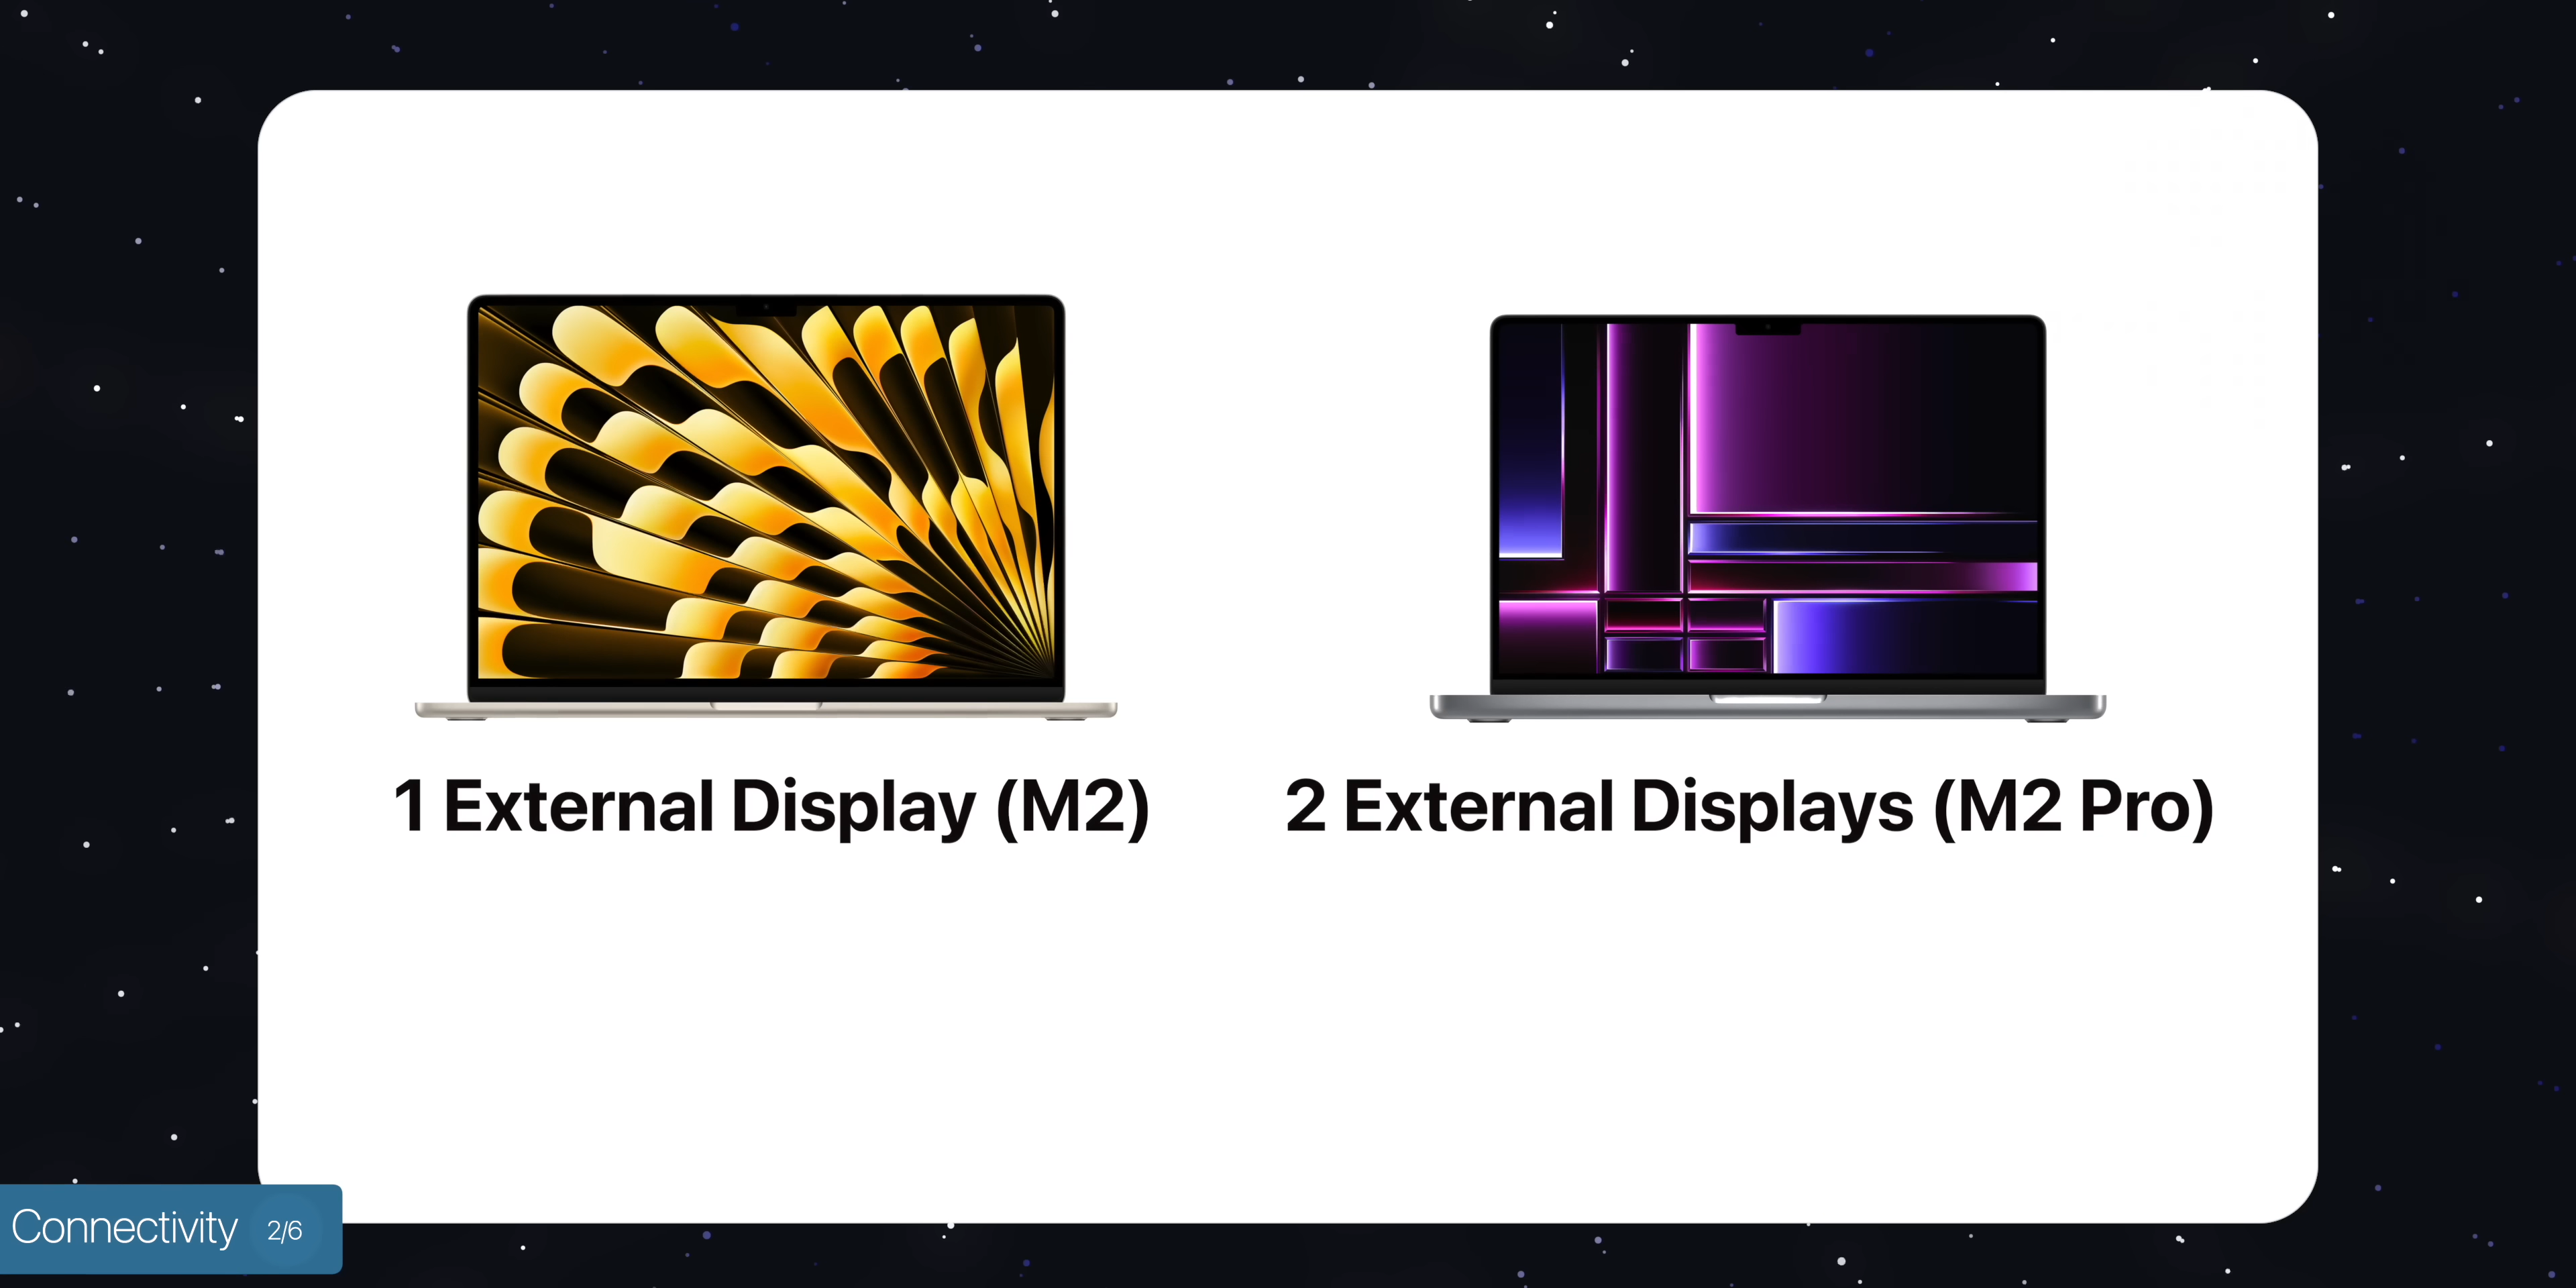 1 External Display (M2)
2 External Displays (M2 Pro)
Connectivity 2/6